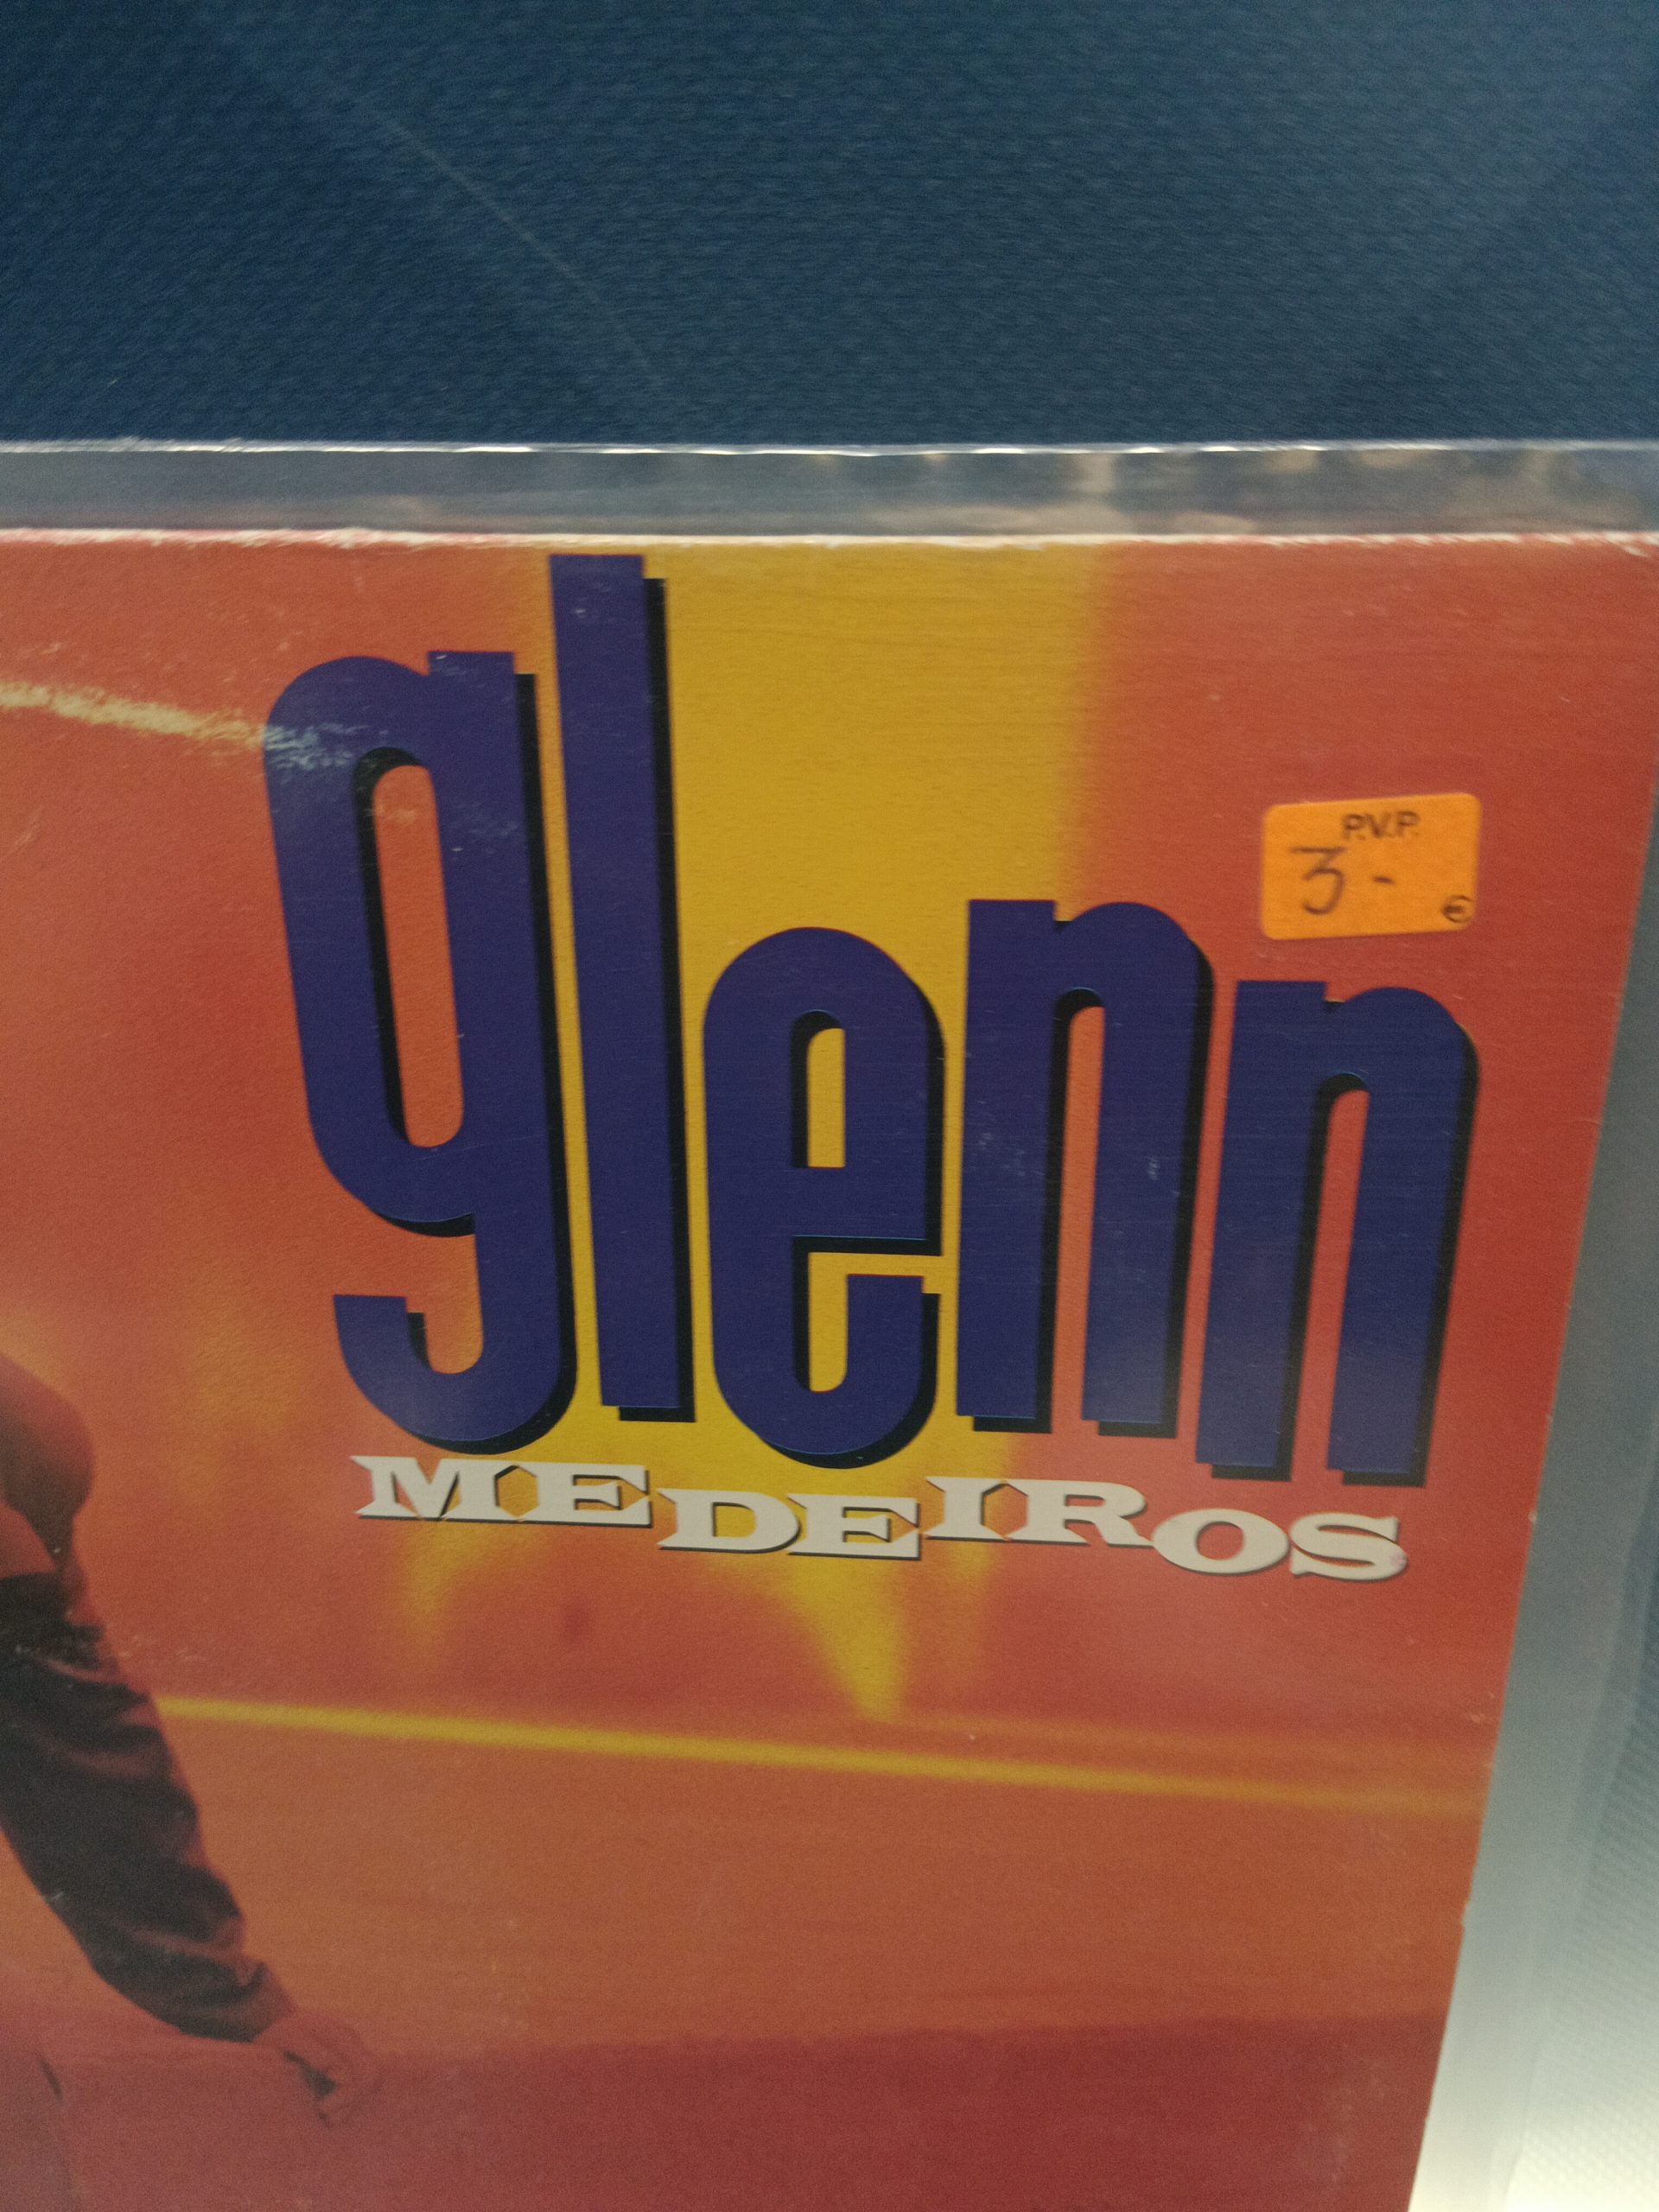 P.V.P.
3 - €
glenn
MEDEIROS